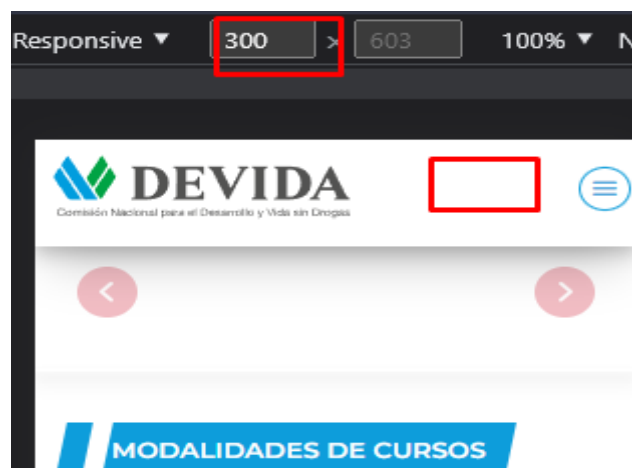 Responsive ▼ 300 × 603 100% ▼ N
DEVIDA
Comisión Nacional para el Desarrollo y Vida sin Drogas
MODALIDADES DE CURSOS